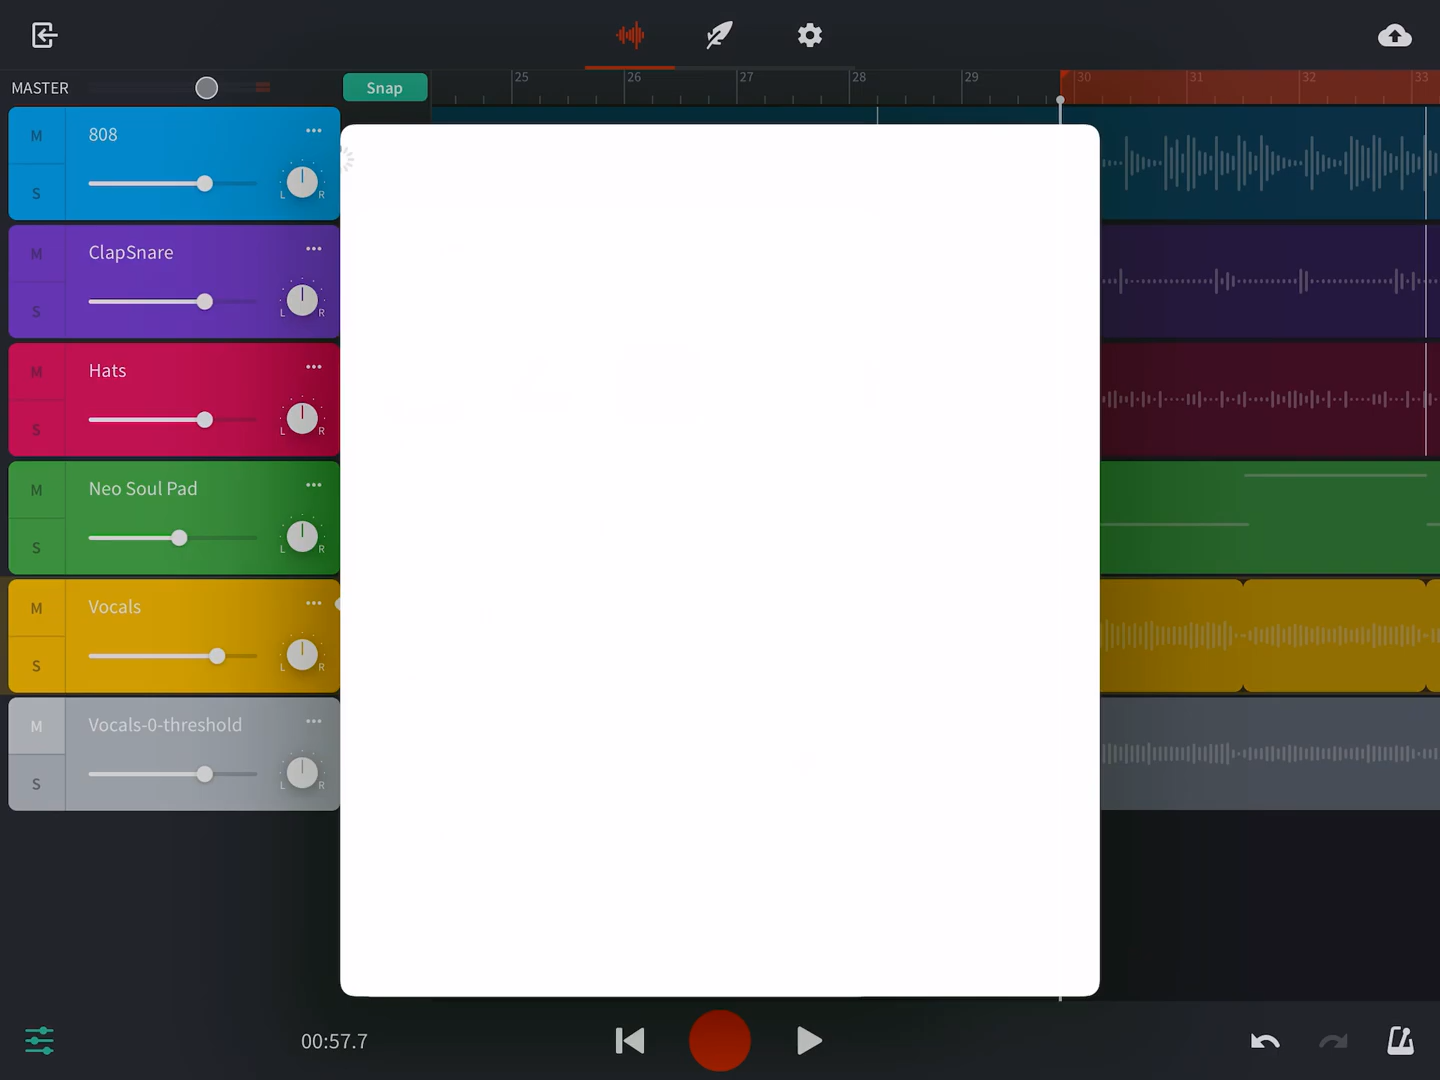 25 26 27 28 29 30 31 32 33
MASTER
Snap
M 808
S L R
M ClapSnare
S L R
M Hats
S L R
M Neo Soul Pad
S L R
M Vocals
S L R
M Vocals-0-threshold
S L R
00:57.7